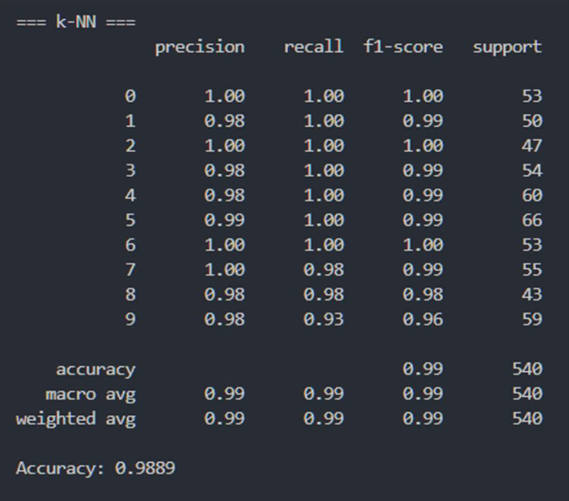 === k-NN ===
precision recall f1-score support
0 1.00 1.00 1.00 53
1 0.98 1.00 0.99 50
2 1.00 1.00 1.00 47
3 0.98 1.00 0.99 54
4 0.98 1.00 0.99 60
5 0.99 1.00 0.99 66
6 1.00 1.00 1.00 53
7 1.00 0.98 0.99 55
8 0.98 0.98 0.98 43
9 0.98 0.93 0.96 59
accuracy 0.99 540
macro avg 0.99 0.99 0.99 540
weighted avg 0.99 0.99 0.99 540
Accuracy: 0.9889